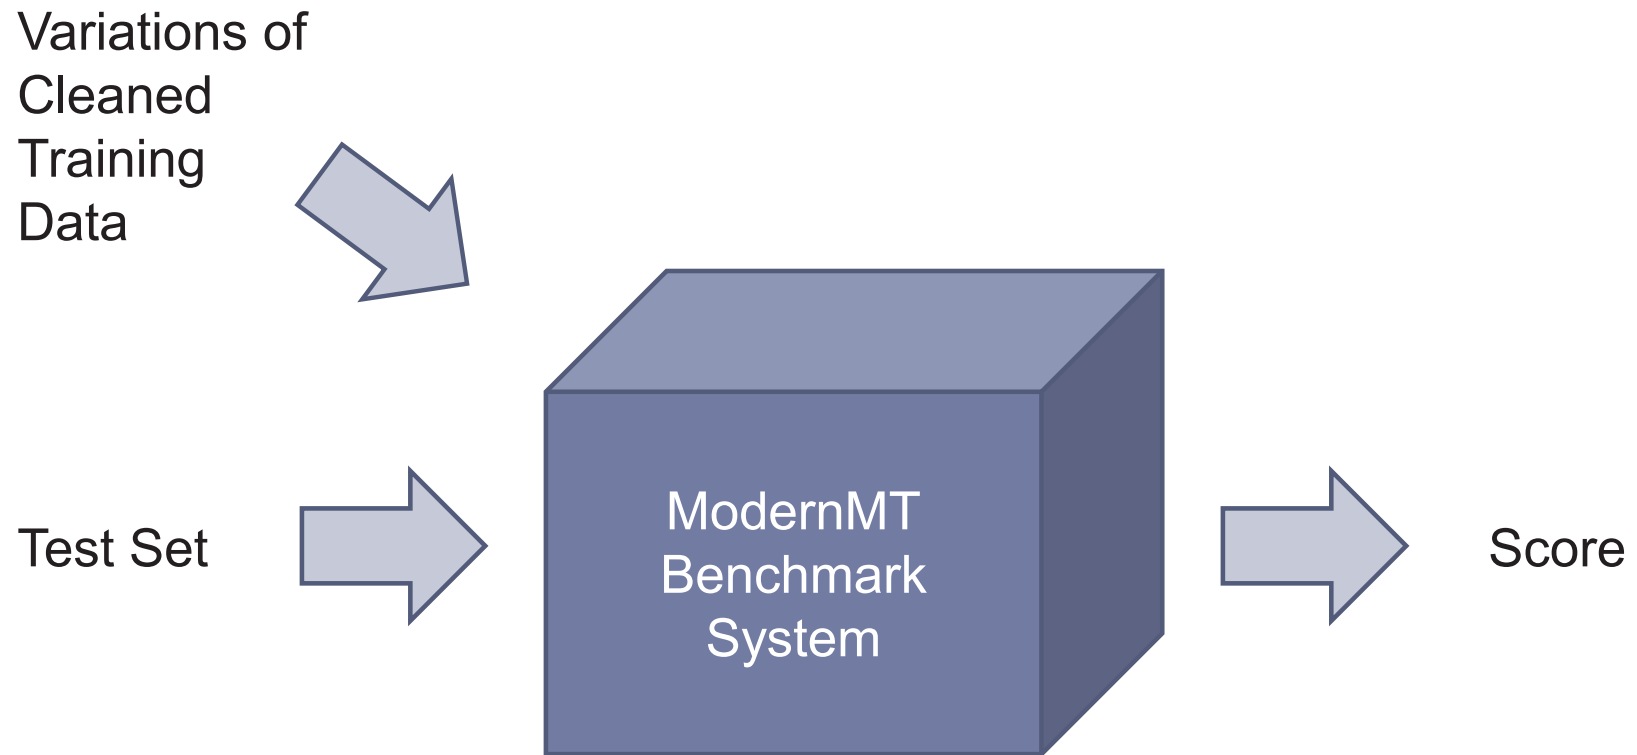 Variations of
Cleaned
Training
Data
Test Set
ModernMT
Benchmark
System
Score